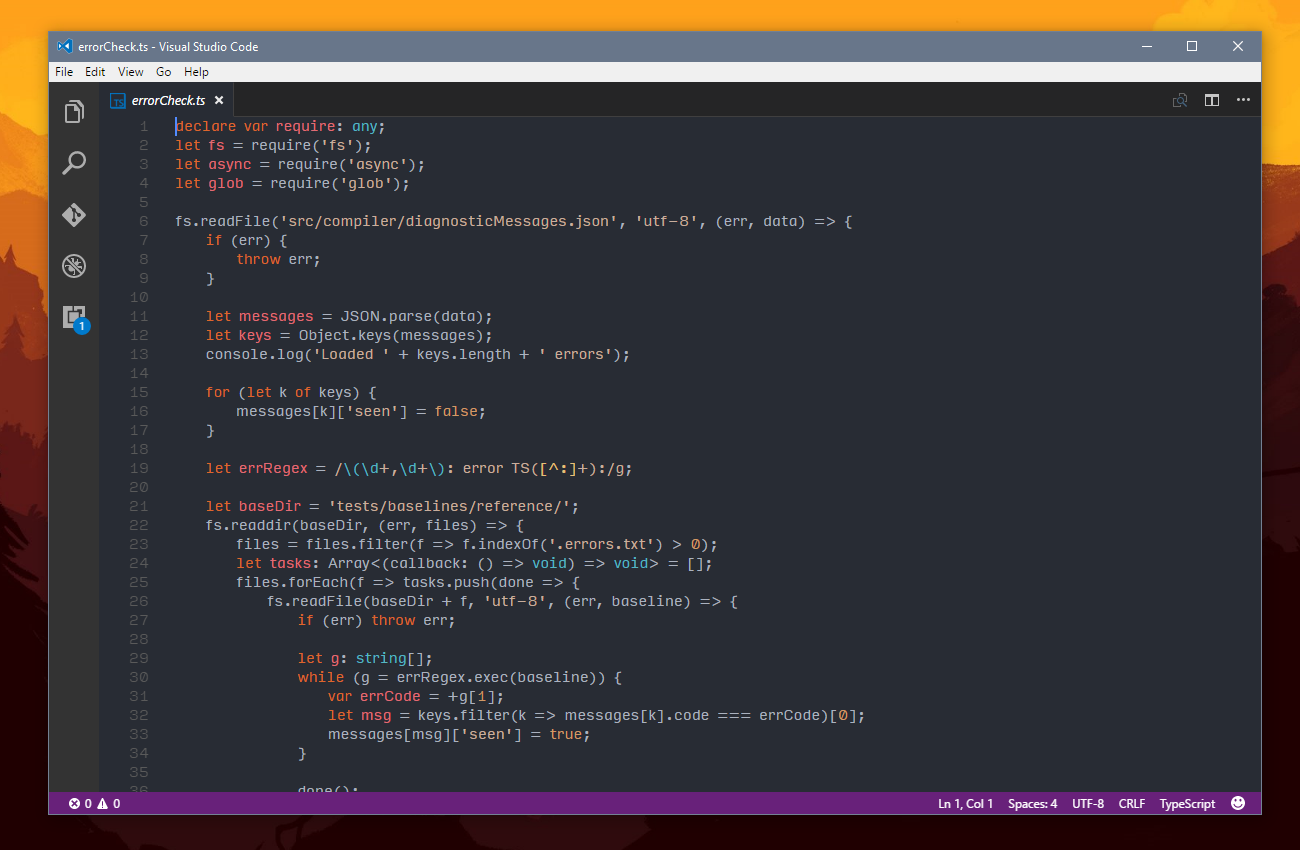 errorCheck.ts - Visual Studio Code
File Edit View Go Help
TS errorCheck.ts
1 declare var require: any;
2 let fs = require('fs');
3 let async = require('async');
4 let glob = require('glob');
5
6 fs.readFile('src/compiler/diagnosticMessages.json', 'utf-8', (err, data) => {
7 if (err) {
8 throw err;
9 }
10
11 let messages = JSON.parse(data);
12 let keys = Object.keys(messages);
13 console.log('Loaded ' + keys.length + ' errors');
14
15 for (let k of keys) {
16 messages[k]['seen'] = false;
17 }
18
19 let errRegex = /\(\d+,\d+\): error TS([^:]+):/g;
20
21 let baseDir = 'tests/baselines/reference/';
22 fs.readdir(baseDir, (err, files) => {
23 files = files.filter(f => f.indexOf('.errors.txt') > 0);
24 let tasks: Array<(callback: () => void) => void> = [];
25 files.forEach(f => tasks.push(done => {
26 fs.readFile(baseDir + f, 'utf-8', (err, baseline) => {
27 if (err) throw err;
28
29 let g: string[];
30 while (g = errRegex.exec(baseline)) {
31 var errCode = +g[1];
32 let msg = keys.filter(k => messages[k].code === errCode)[0];
33 messages[msg]['seen'] = true;
34 }
35
36 done();
1
0 0 Ln 1, Col 1 Spaces: 4 UTF-8 CRLF TypeScript